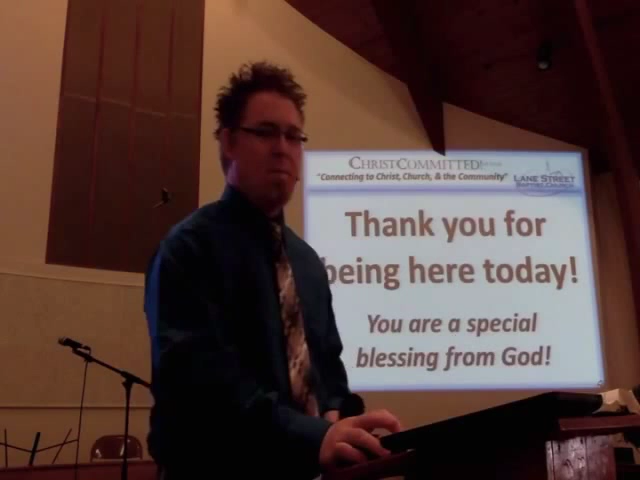 CHRISTCOMMITTED!
"Connecting to Christ, Church, & the Community"
LANE STREET
BAPTIST CHURCH
Thank you for
being here today!
You are a special
blessing from God!